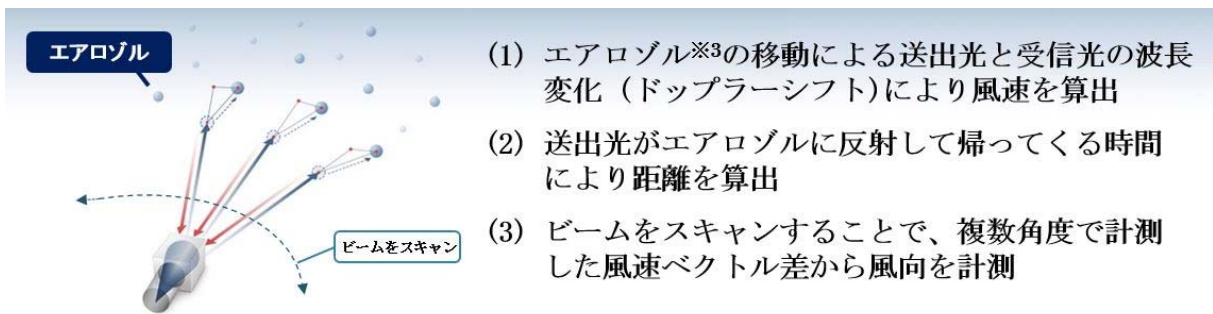 エアロゾル
ビームをスキャン
(1) エアロゾル※3の移動による送出光と受信光の波長
変化（ドップラーシフト)により風速を算出
(2) 送出光がエアロゾルに反射して帰ってくる時間
により距離を算出
(3) ビームをスキャンすることで、複数角度で計測
した風速ベクトル差から風向を計測